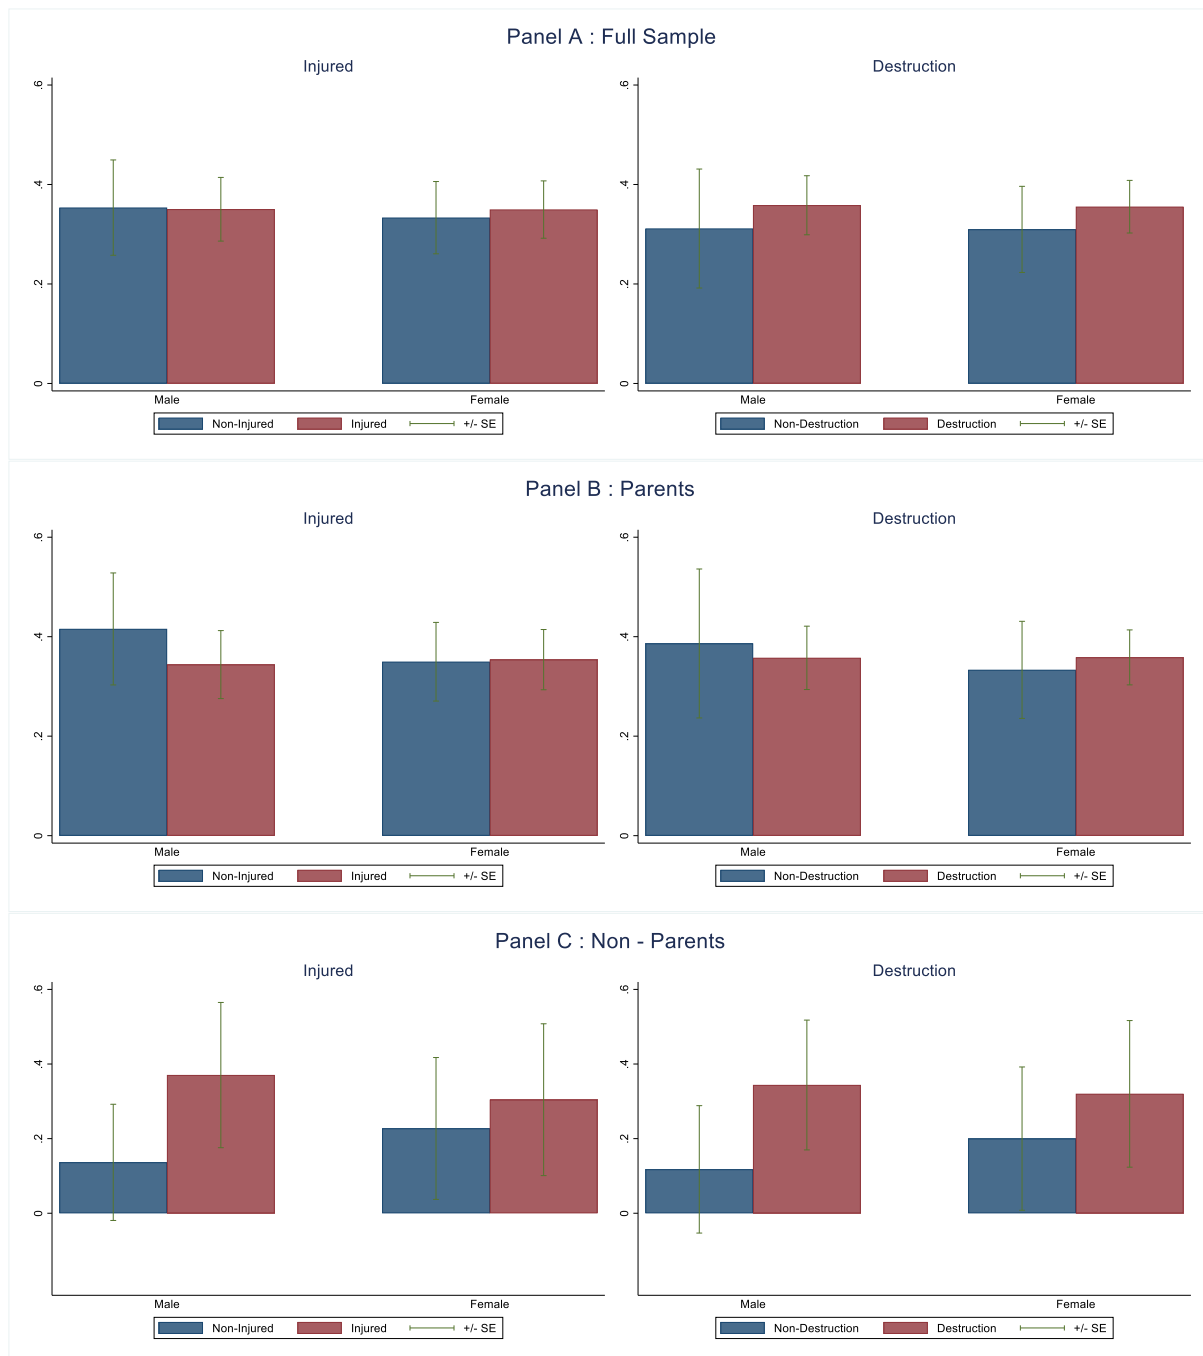 Panel A : Full Sample
Injured
Destruction
.6
.4
.2
0
Male
Female
Non-Injured
Injured
+/- SE
.6
.4
.2
0
Male
Female
Non-Destruction
Destruction
+/- SE
Panel B : Parents
Injured
Destruction
.6
.4
.2
0
Male
Female
Non-Injured
Injured
+/- SE
.6
.4
.2
0
Male
Female
Non-Destruction
Destruction
+/- SE
Panel C : Non - Parents
Injured
Destruction
.6
.4
.2
0
Male
Female
Non-Injured
Injured
+/- SE
.6
.4
.2
0
Male
Female
Non-Destruction
Destruction
+/- SE